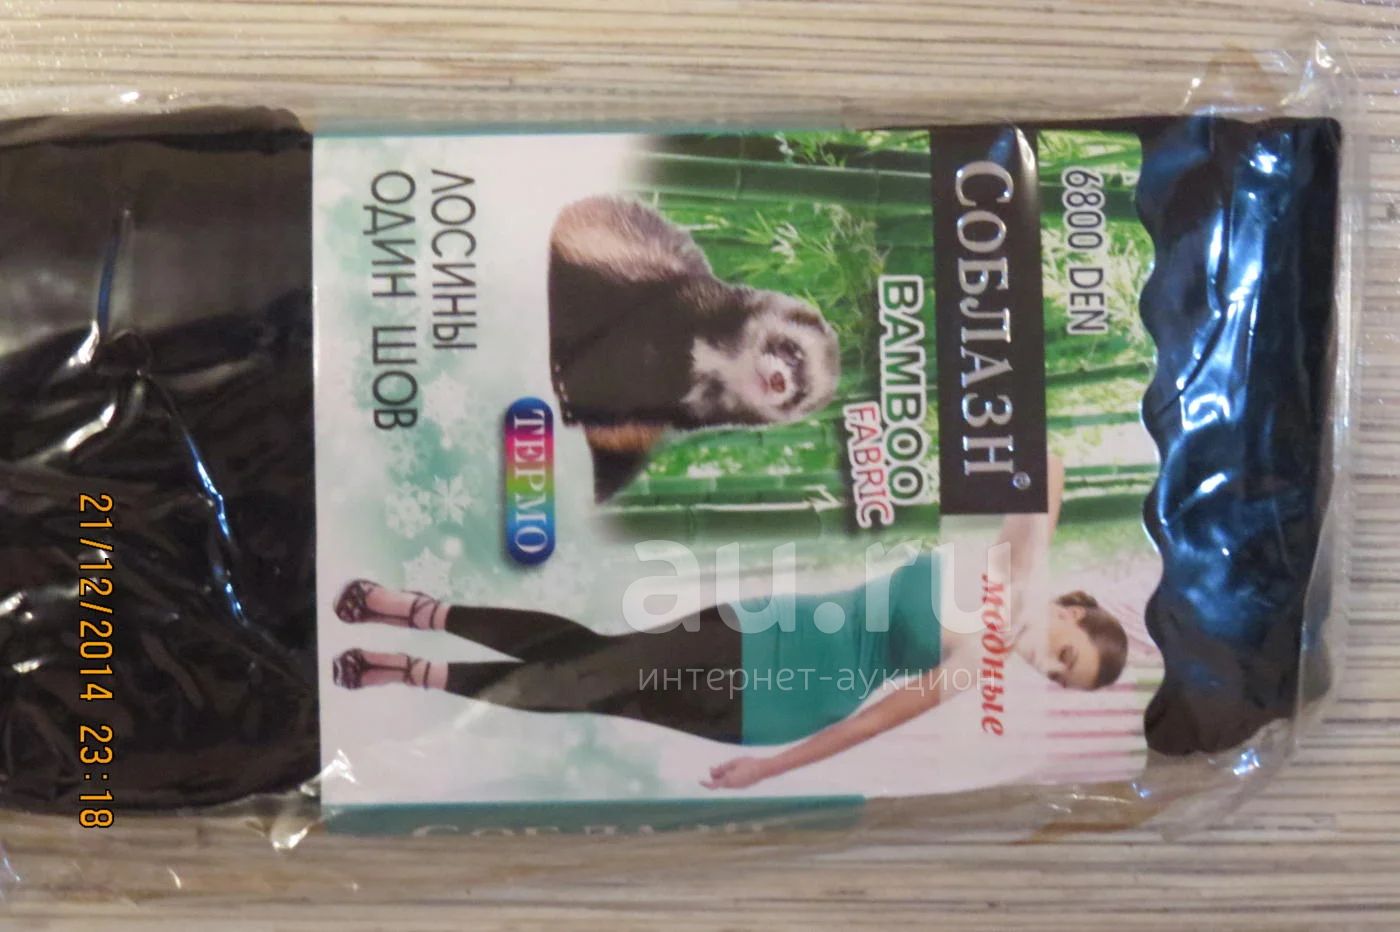 6800 DEN
СОБЛАЗН®
BAMBOO
FABRIC
модные
ТЕРМО
ЛОСИНЫ
ОДИН ШОВ
СОБЛАЗН
au.ru
интернет-аукцион
21/12/2014 23:18